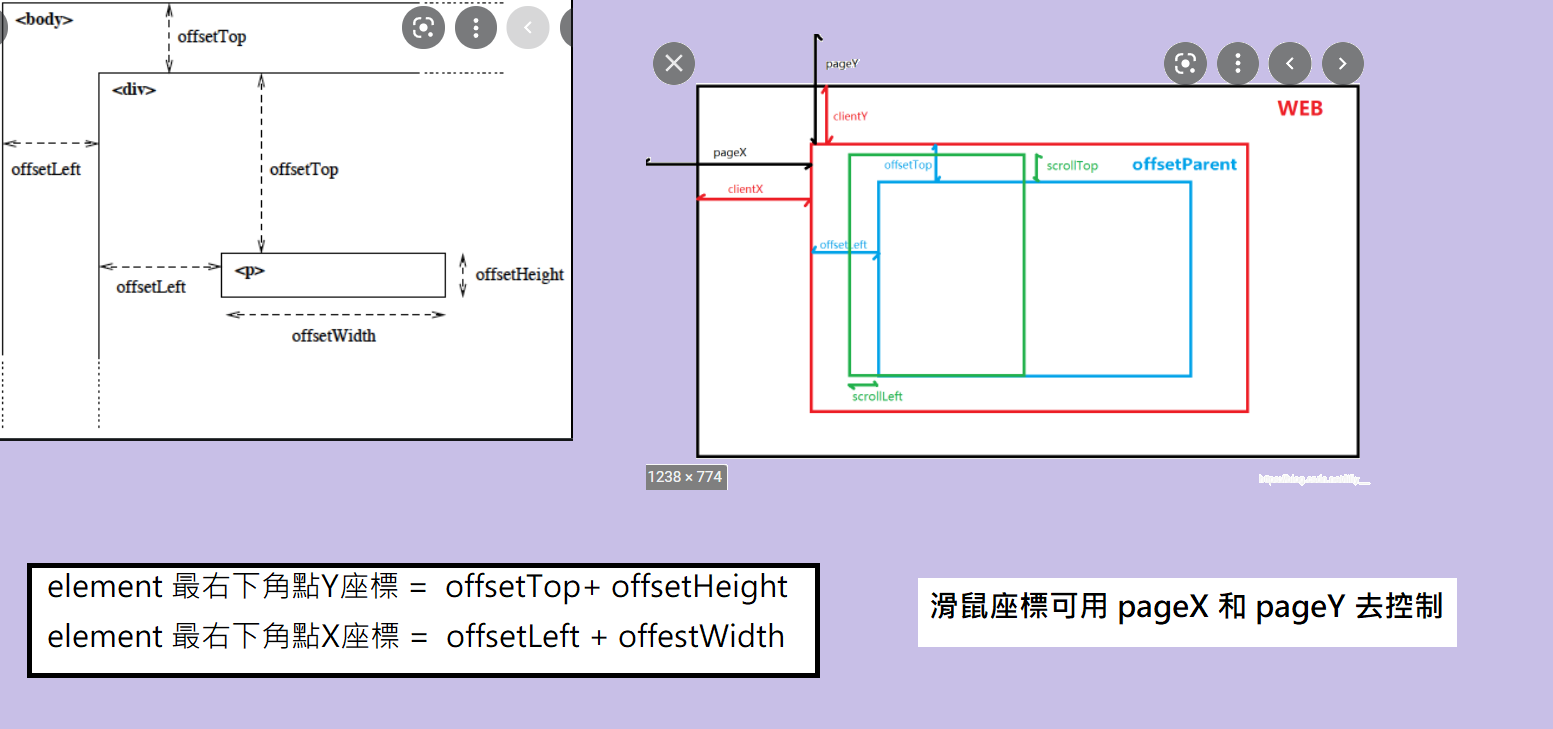 <body>
offsetTop
<div>
offsetLeft
offsetTop
<p>
offsetHeight
offsetLeft
offsetWidth
pageY
WEB
clientY
pageX
offsetTop
scrollTop
offsetParent
clientX
offsetLeft
scrollLeft
1238 × 774
element 最右下角點Y座標 = offsetTop+ offsetHeight
element 最右下角點X座標 = offsetLeft + offestWidth
滑鼠座標可用 pageX 和 pageY 去控制